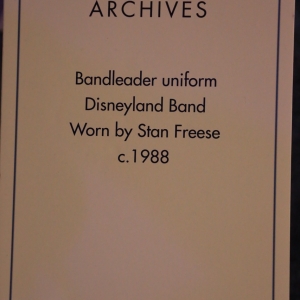 ARCHIVES
Bandleader uniform
Disneyland Band
Worn by Stan Freese
c.1988